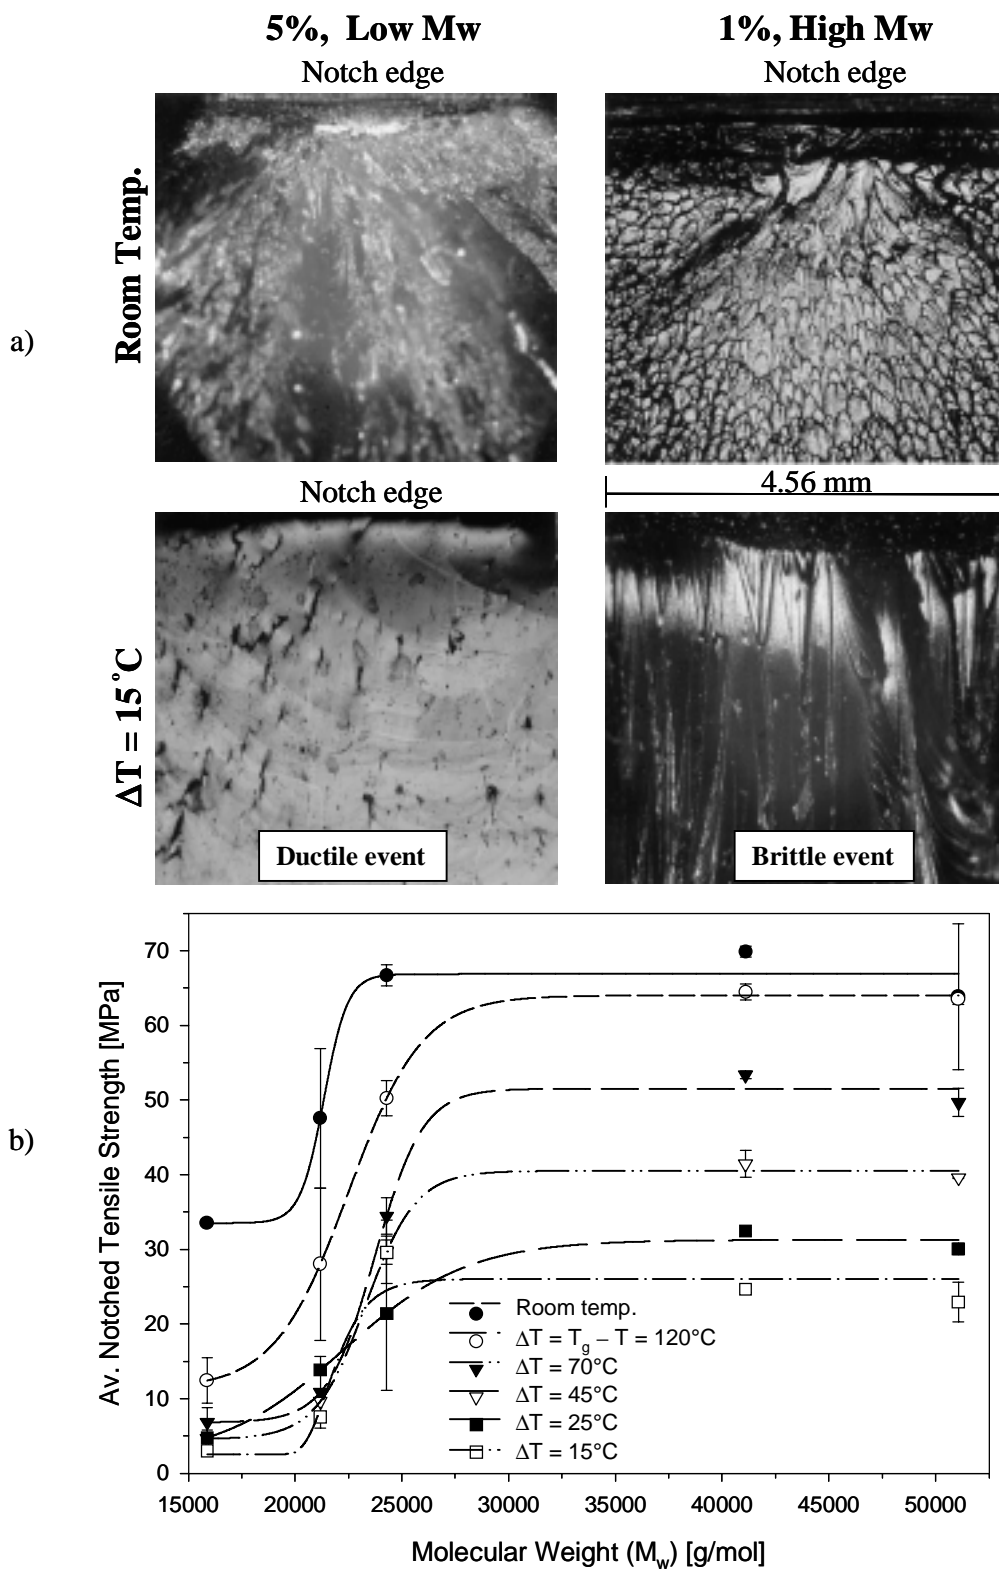 5%, Low Mw
1%, High Mw
Notch edge
Notch edge
Room Temp.
a)
Notch edge
4.56 mm
ΔT = 15°C
Ductile event
Brittle event
b)
Av. Notched Tensile Strength [MPa]
70
60
50
40
30
20
10
0
Room temp.
ΔT = Tg – T = 120°C
ΔT = 70°C
ΔT = 45°C
ΔT = 25°C
ΔT = 15°C
15000 20000 25000 30000 35000 40000 45000 50000
Molecular Weight (Mw) [g/mol]